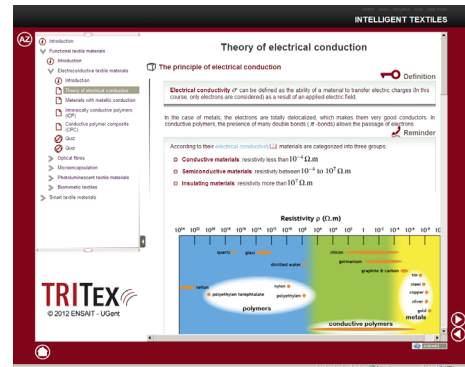 INTELLIGENT TEXTILES
AZ
Introduction
Functional textile materials
Introduction
Electroconductive textile materials
Introduction
Theory of electrical conduction
Materials with metallic conduction
Intrinsically conductive polymers
(ICP)
Conductive polymer composite
(CPC)
Quiz
Quiz
Optical fibres
Microencapsulation
Photoluminescent textile materials
Biomimetic textiles
Smart textile materials
TRITEX
© 2012 ENSAIT - UGent
Theory of electrical conduction
The principle of electrical conduction
Definition
Electrical conductivity σ can be defined as the ability of a material to transfer electric charges (In this
course, only electrons are considered) as a result of an applied electric field.
In the case of metals, the electrons are totally delocalized, which makes them very good conductors. In
conductive polymers, the presence of many double bonds (π-bonds) allows the passage of electrons.
Reminder
According to their electrical conductivity, materials are categorized into three groups:
Conductive materials: resistivity less than 10⁻⁴ Ω.m
Semiconductive materials: resistivity between 10⁻⁴ to 10⁷ Ω.m
Insulating materials: resistivity more than 10⁷ Ω.m
Resistivity ρ (Ω.m)
quartz
glass
silicon
distilled water
germanium
graphite & carbon
teflon
nylon
polyethylen terephthalate
polyethylen
polymers
tin
steel
copper
silver
gold
metals
conductive polymers